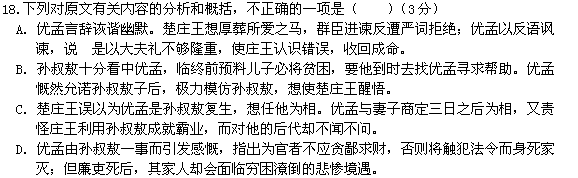 18.下列对原文有关内容的分析和概括，不正确的一项是（　　）（3分）
A. 优孟言辞诙谐幽默。楚庄王想厚葬所爱之马，群臣进谏反遭严词拒绝；优孟以反语讽
谏，说　是以大夫礼不够隆重，使庄王认识错误，收回成命。
B. 孙叔敖十分看中优孟，临终前预料儿子必将贫困，要他到时去找优孟寻求帮助。优孟
慨然允诺孙叔敖子后，极力模仿孙叔敖，想使楚庄王醒悟。
C. 楚庄王误以为优孟是孙叔敖复生，想任他为相。优孟与妻子商定三日之后为相，又责
怪庄王利用孙叔敖成就霸业，而对他的后代却不闻不问。
D. 优孟由孙叔敖一事而引发感慨，指出为官者不应贪鄙求财，否则将触犯法令而身死家
灭；但廉吏死后，其家人却会面临穷困潦倒的悲惨境遇。